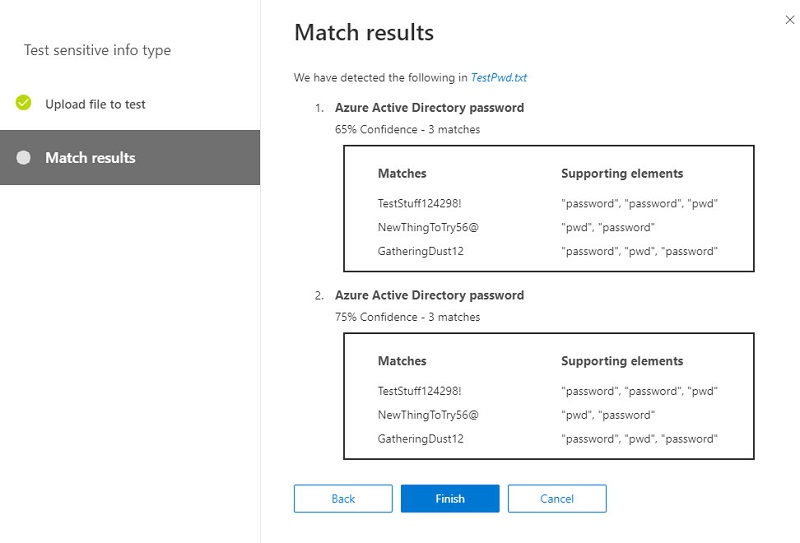 Test sensitive info type
Upload file to test
Match results
Match results
We have detected the following in TestPwd.txt
1. Azure Active Directory password
65% Confidence - 3 matches
Matches Supporting elements
TestStuff124298! "password", "password", "pwd"
NewThingToTry56@ "pwd", "password"
GatheringDust12 "password", "pwd", "password"
2. Azure Active Directory password
75% Confidence - 3 matches
Matches Supporting elements
TestStuff124298! "password", "password", "pwd"
NewThingToTry56@ "pwd", "password"
GatheringDust12 "password", "pwd", "password"
Back Finish Cancel